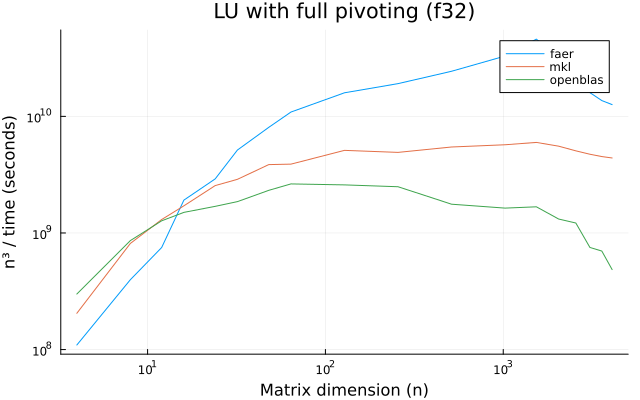 LU with full pivoting (f32)
faer
mkl
openblas
n³ / time (seconds)
10¹⁰
10⁹
10⁸
10¹
10²
10³
Matrix dimension (n)